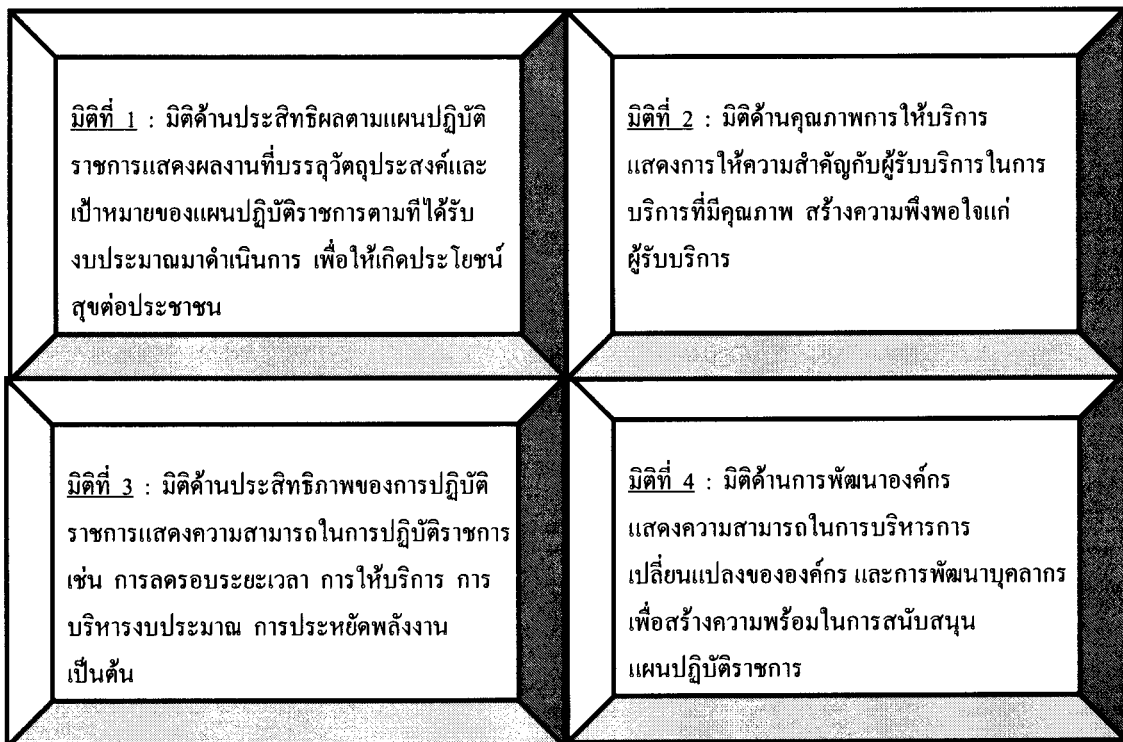 มิติที่ 1 : มิติด้านประสิทธิผลตามแผนปฏิบัติ
ราชการแสดงผลงานที่บรรลุวัตถุประสงค์และ
เป้าหมายของแผนปฏิบัติราชการตามทีได้รับ
งบประมาณมาดำเนินการ เพื่อให้เกิดประโยชน์
สุขต่อประชาชน
มิติที่ 2 : มิติด้านคุณภาพการให้บริการ
แสดงการให้ความสำคัญกับผู้รับบริการในการ
บริการที่มีคุณภาพ สร้างความพึงพอใจแก่
ผู้รับบริการ
มิติที่ 3 : มิติด้านประสิทธิภาพของการปฏิบัติ
ราชการแสดงความสามารถในการปฏิบัติราชการ
เช่น การลดรอบระยะเวลา การให้บริการ การ
บริหารงบประมาณ การประหยัดพลังงาน
เป็นต้น
มิติที่ 4 : มิติด้านการพัฒนาองค์กร
แสดงความสามารถในการบริหารการ
เปลี่ยนแปลงขององค์กร และการพัฒนาบุคลากร
เพื่อสร้างความพร้อมในการสนับสนุน
แผนปฏิบัติราชการ